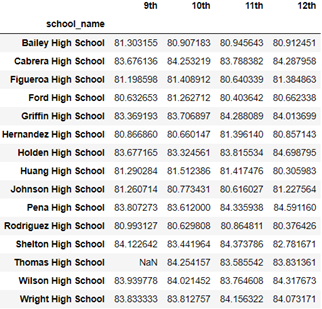 9th 10th 11th 12th
school_name
Bailey High School 81.303155 80.907183 80.945643 80.912451
Cabrera High School 83.676136 84.253219 83.788382 84.287958
Figueroa High School 81.198598 81.408912 80.640339 81.384863
Ford High School 80.632653 81.262712 80.403642 80.662338
Griffin High School 83.369193 83.706897 84.288089 84.013699
Hernandez High School 80.866860 80.660147 81.396140 80.857143
Holden High School 83.677165 83.324561 83.815534 84.698795
Huang High School 81.290284 81.512386 81.417476 80.305983
Johnson High School 81.260714 80.773431 80.616027 81.227564
Pena High School 83.807273 83.612000 84.335938 84.591160
Rodriguez High School 80.993127 80.629808 80.864811 80.376426
Shelton High School 84.122642 83.441964 84.373786 82.781671
Thomas High School NaN 84.254157 83.585542 83.831361
Wilson High School 83.939778 84.021452 83.764608 84.317673
Wright High School 83.833333 83.812757 84.156322 84.073171